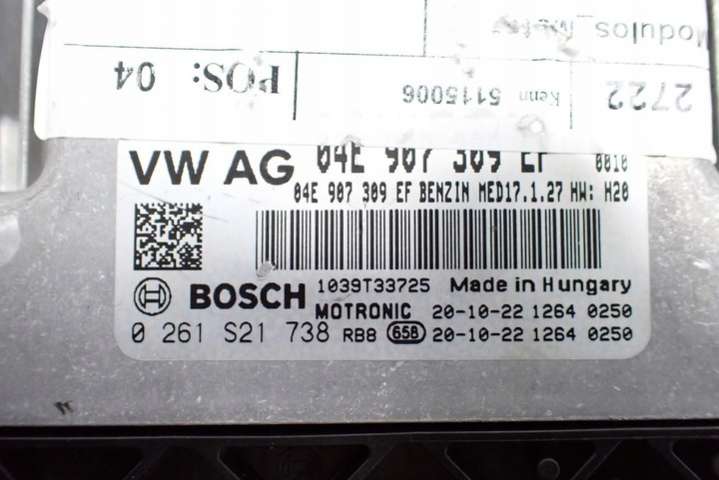 Modulos_Motor
2722
Kenn 5115006
POS: 04
VW AG 04E 907 309 EF 0010
04E 907 309 EF BENZIN MED17.1.27 HW: H20
BOSCH 1039T33725 Made in Hungary
MOTRONIC 20-10-22 1264 0250
0 261 S21 738 RB8 658 20-10-22 1264 0250